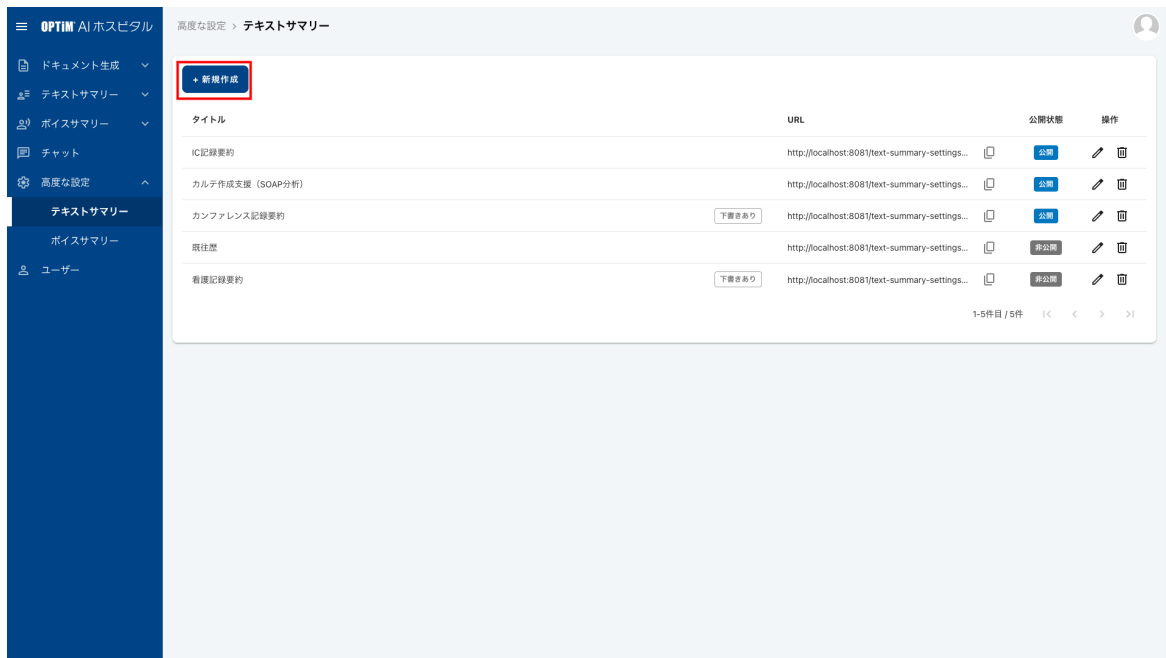 OPTiM AI ホスピタル
ドキュメント生成
テキストサマリー
ボイスサマリー
チャット
高度な設定
テキストサマリー
ボイスサマリー
ユーザー
高度な設定 > テキストサマリー
+ 新規作成
タイトル URL 公開状態 操作
IC記録要約 http://localhost:8081/text-summary-settings... 公開
カルテ作成支援（SOAP分析） http://localhost:8081/text-summary-settings... 公開
カンファレンス記録要約 下書きあり http://localhost:8081/text-summary-settings... 公開
既往歴 http://localhost:8081/text-summary-settings... 非公開
看護記録要約 下書きあり http://localhost:8081/text-summary-settings... 非公開
1-5件目 / 5件